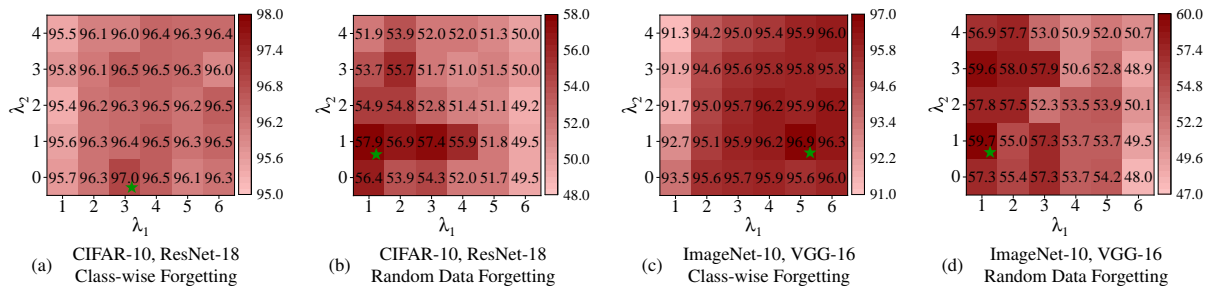 4 95.5 96.1 96.0 96.4 96.3 96.4
3 95.8 96.1 96.5 96.5 96.3 96.0
2 95.4 96.2 96.3 96.5 96.2 96.5
1 95.5 96.4 96.3 96.6 96.3 96.4
0 95.7 96.3 97.0 96.5 96.1 96.3
1 2 3 4 5 6
λ2
λ1
98.0
97.4
96.8
96.2
95.6
95.0
(a) CIFAR-10, ResNet-18
Class-wise Forgetting
4 51.9 53.9 52.0 52.0 51.3 50.0
3 53.7 55.7 51.7 51.0 51.5 50.0
2 54.9 54.8 52.8 51.4 51.1 49.2
1 57.9 56.9 57.4 55.9 51.8 49.5
0 56.4 53.9 54.3 52.0 51.7 49.5
1 2 3 4 5 6
λ2
λ1
58.0
56.0
53.0
50.0
48.0
(b) CIFAR-10, ResNet-18
Random Data Forgetting
4 91.3 94.2 95.0 95.4 95.9 96.0
3 91.9 94.6 95.6 95.8 95.8 95.8
2 91.7 95.0 95.7 96.2 95.9 96.2
1 92.7 95.1 95.9 96.2 96.9 96.3
0 93.5 95.6 95.7 95.9 95.6 96.0
1 2 3 4 5 6
λ2
λ1
97.0
95.8
94.6
93.4
92.2
91.0
(c) ImageNet-10, VGG-16
Class-wise Forgetting
4 56.9 57.7 53.0 50.9 52.0 50.7
3 59.6 58.0 57.9 50.6 52.8 48.9
2 57.8 57.5 52.3 53.5 53.9 50.1
1 59.7 55.0 57.3 53.7 53.7 49.5
0 57.3 55.4 57.3 53.7 54.2 48.0
1 2 3 4 5 6
λ2
λ1
60.0
57.0
55.0
52.0
50.0
47.0
(d) ImageNet-10, VGG-16
Random Data Forgetting